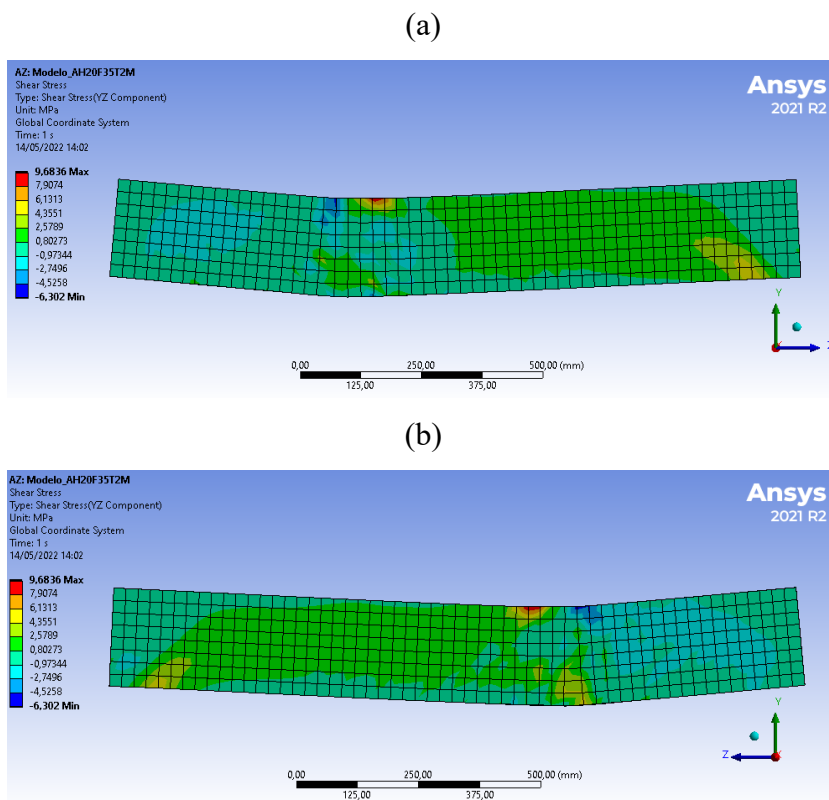 (a)
AZ: Modelo_AH20F35T2M
Shear Stress
Type: Shear Stress(YZ Component)
Unit: MPa
Global Coordinate System
Time: 1 s
14/05/2022 14:02
Ansys
2021 R2
9,6836 Max
7,9074
6,1313
4,3551
2,5789
0,80273
-0,97344
-2,7496
-4,5258
-6,302 Min
Y
Z
0,00 250,00 500,00 (mm)
125,00 375,00
(b)
AZ: Modelo_AH20F35T2M
Shear Stress
Type: Shear Stress(YZ Component)
Unit: MPa
Global Coordinate System
Time: 1 s
14/05/2022 14:02
Ansys
2021 R2
9,6836 Max
7,9074
6,1313
4,3551
2,5789
0,80273
-0,97344
-2,7496
-4,5258
-6,302 Min
Y
Z
0,00 250,00 500,00 (mm)
125,00 375,00